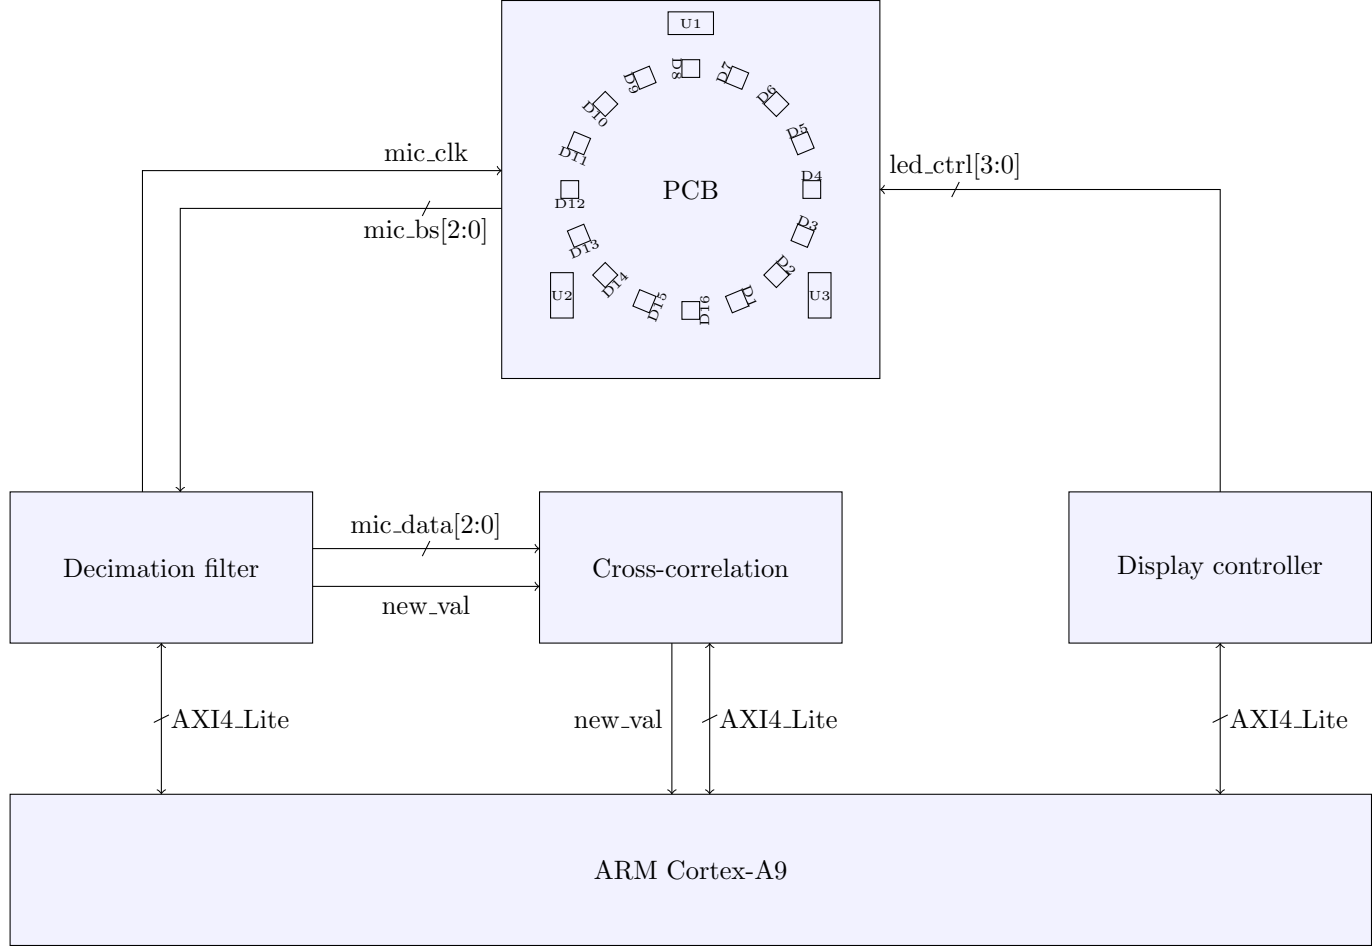 U1
D8
D7
D9
D6
D10
D5
D11
mic_clk
led_ctrl[3:0]
D4
PCB
D12
mic_bs[2:0]
D3
D13
D2
D14
U2
U3
D1
D15
D16
mic_data[2:0]
Decimation filter
Cross-correlation
Display controller
new_val
AXI4_Lite
new_val
AXI4_Lite
AXI4_Lite
ARM Cortex-A9